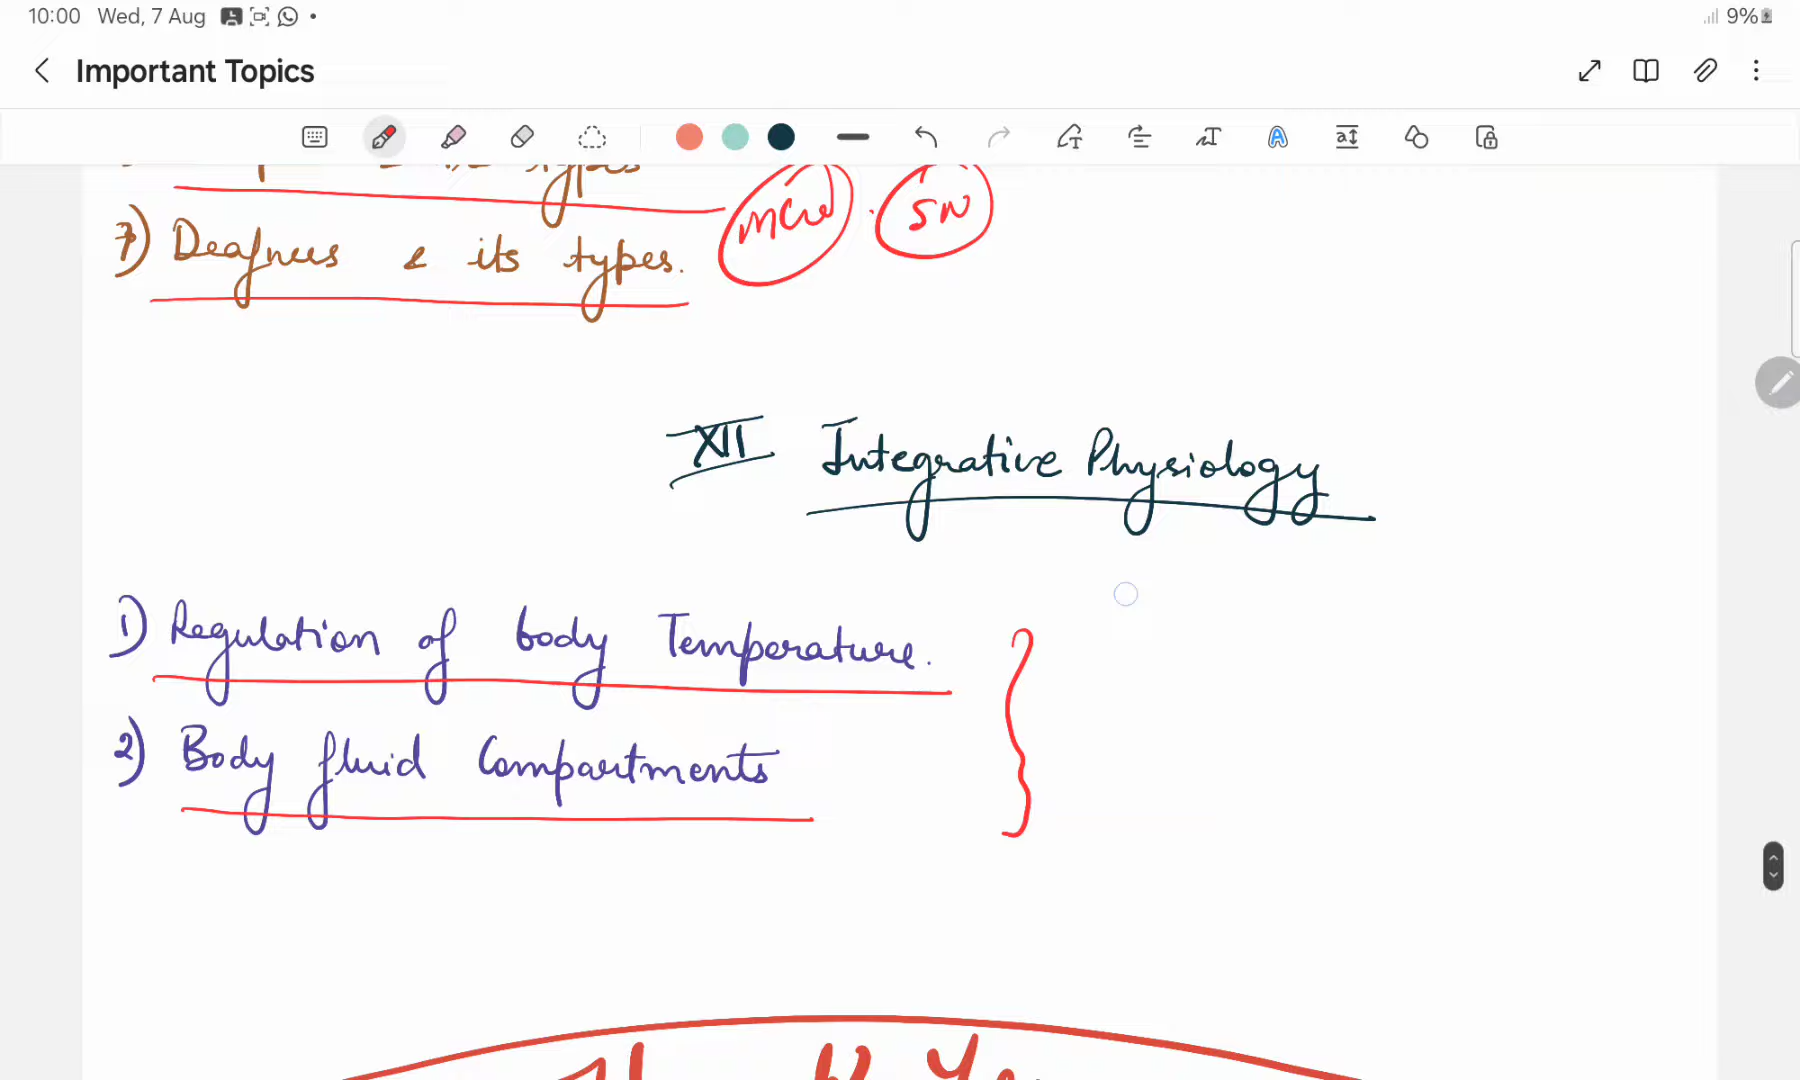 10:00 Wed, 7 Aug 9%
Important Topics
types
7) Deafness & its types. MCQ . SN
XII Integrative Physiology
1) Regulation of body Temperature.
2) Body fluid Compartments